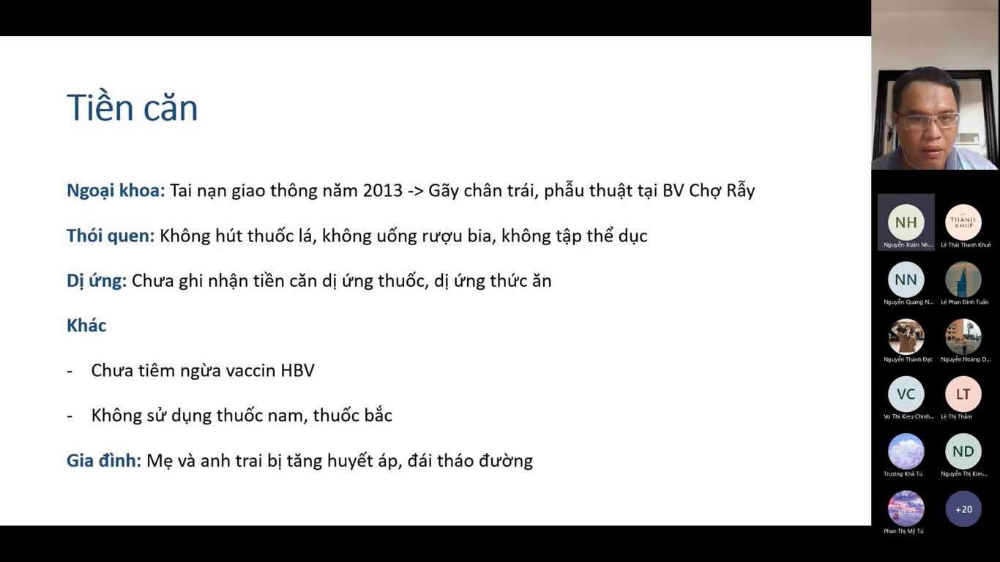 Tiền căn
Ngoại khoa: Tai nạn giao thông năm 2013 -> Gãy chân trái, phẫu thuật tại BV Chợ Rẫy
Thói quen: Không hút thuốc lá, không uống rượu bia, không tập thể dục
Dị ứng: Chưa ghi nhận tiền căn dị ứng thuốc, dị ứng thức ăn
Khác
- Chưa tiêm ngừa vaccin HBV
- Không sử dụng thuốc nam, thuốc bắc
Gia đình: Mẹ và anh trai bị tăng huyết áp, đái tháo đường
NH
Nguyễn Xuân Nh...
THANH KHUÊ
Lê Thái Thanh Khuê
NN
Nguyễn Quang N...
Lê Phan Đình Tuấn
Nguyễn Thành Đạt
Nguyễn Hoàng D...
VC
Vo Thi Kieu Chinh...
LT
Lê Thị Thắm
Trương Khả Tú
ND
Nguyễn Thị Kim...
PHAN THỊ MỸ TÚ
Phan Thị Mỹ Tú
+20